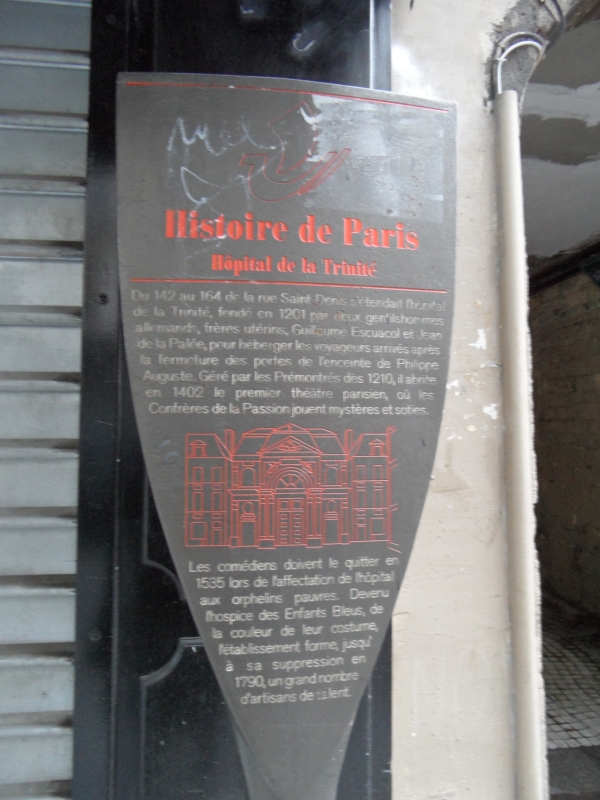 Histoire de Paris
Hôpital de la Trinité
Du 142 au 164 de la rue Saint-Denis s'étendait l'hôpital
de la Trinité, fondé en 1201 par deux gentilshommes
allemands, frères utérins, Guillaume Escuacol et Jean
de la Palée, pour héberger les voyageurs arrivés après
la fermeture des portes de l'enceinte de Philippe
Auguste. Géré par les Prémontrés dès 1210, il abrite
en 1402 le premier théâtre parisien, où les
Confrères de la Passion jouent mystères et soties.
Les comédiens doivent le quitter en
1535 lors de l'affectation de l'hôpital
aux orphelins pauvres. Devenu
l'hospice des Enfants Bleus, de
la couleur de leur costume,
l'établissement forme, jusqu'
à sa suppression en
1790, un grand nombre
d'artisans de talent.